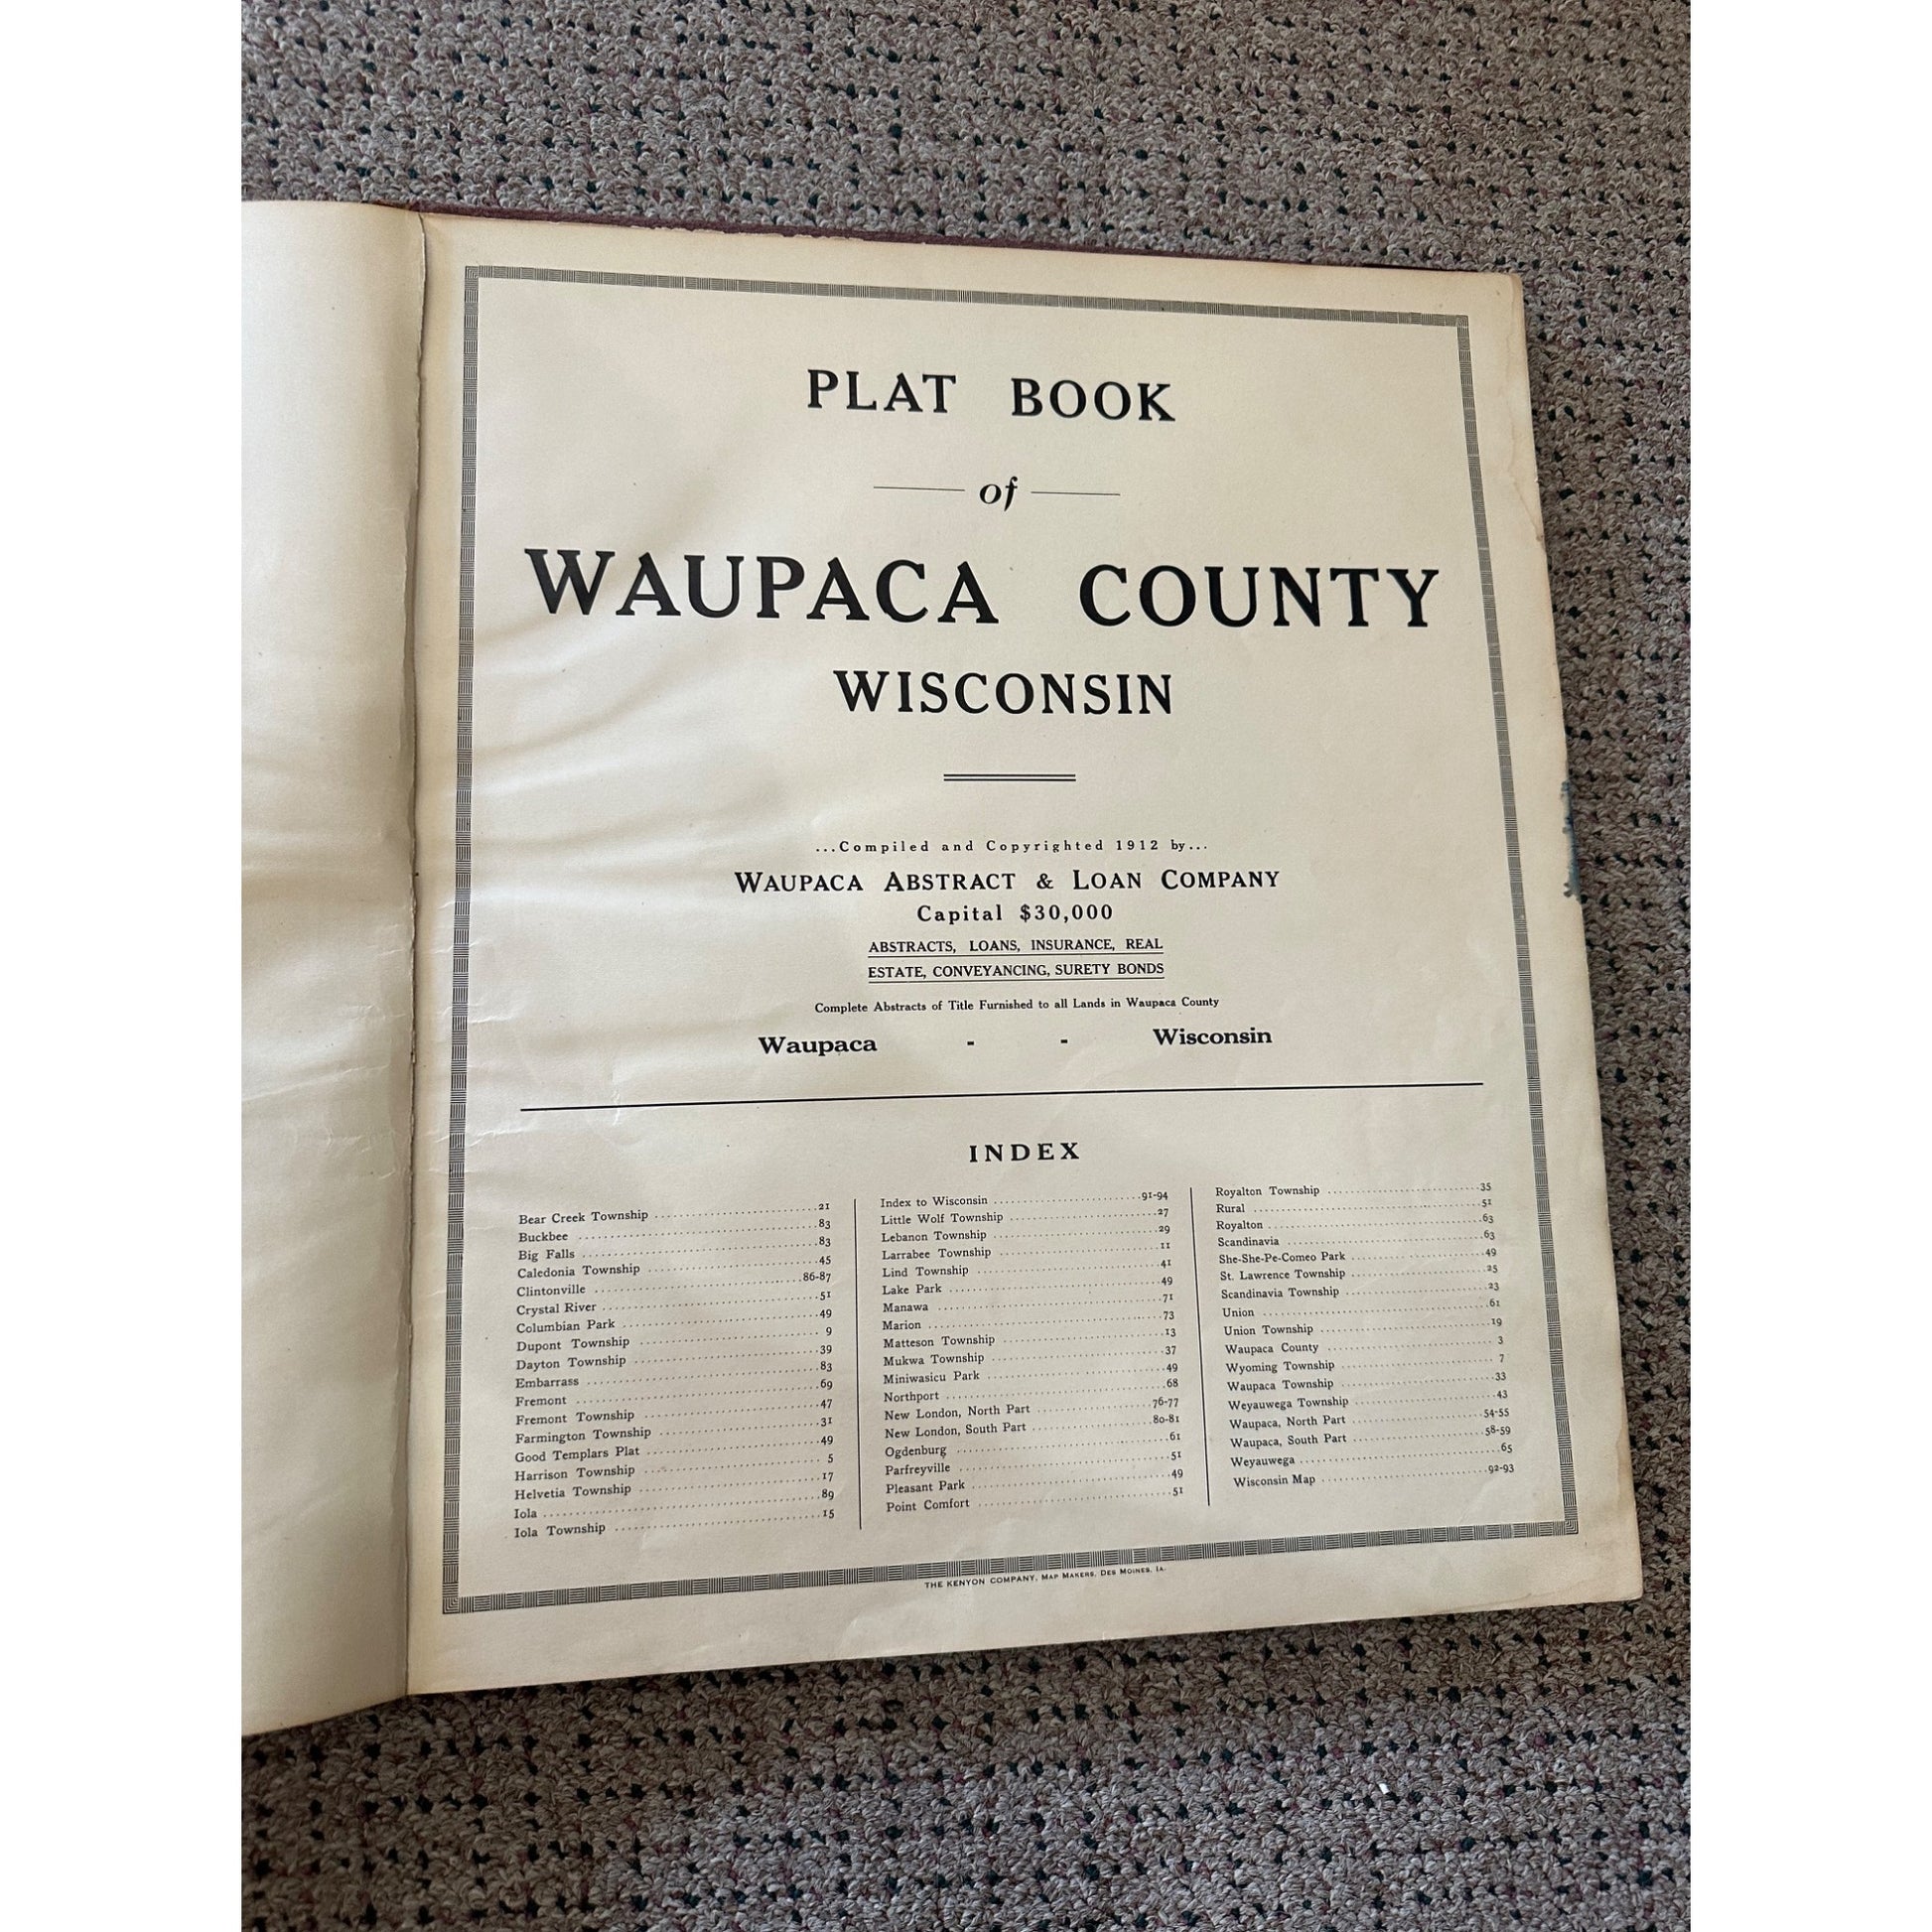 PLAT BOOK
of
WAUPACA COUNTY
WISCONSIN
...Compiled and Copyrighted 1912 by...
WAUPACA ABSTRACT & LOAN COMPANY
Capital $30,000
ABSTRACTS, LOANS, INSURANCE, REAL
ESTATE, CONVEYANCING, SURETY BONDS
Complete Abstracts of Title Furnished to all Lands in Waupaca County
Waupaca - - Wisconsin
INDEX
Bear Creek Township 21
Buckbee 83
Big Falls 83
Caledonia Township 45
Clintonville 86-87
Crystal River 51
Columbian Park 49
Dupont Township 9
Dayton Township 39
Embarrass 83
Fremont 69
Fremont Township 47
Farmington Township 31
Good Templars Plat 49
Harrison Township 5
Helvetia Township 17
Iola 89
Iola Township 15
Index to Wisconsin 91-94
Little Wolf Township 27
Lebanon Township 29
Larrabee Township 11
Lind Township 41
Lake Park 49
Manawa 71
Marion 73
Matteson Township 13
Mukwa Township 37
Miniwasicu Park 49
Northport 68
New London, North Part 76-77
New London, South Part 80-81
Ogdenburg 61
Parfreyville 51
Pleasant Park 49
Point Comfort 51
Royalton Township 35
Rural 51
Royalton 63
Scandinavia 63
She-She-Pe-Comeo Park 49
St. Lawrence Township 25
Scandinavia Township 23
Union 61
Union Township 19
Waupaca County 3
Wyoming Township 7
Waupaca Township 33
Weyauwega Township 43
Waupaca, North Part 54-55
Waupaca, South Part 58-59
Weyauwega 65
Wisconsin Map 92-93
THE KENYON COMPANY, MAP MAKERS, DES MOINES, IA.